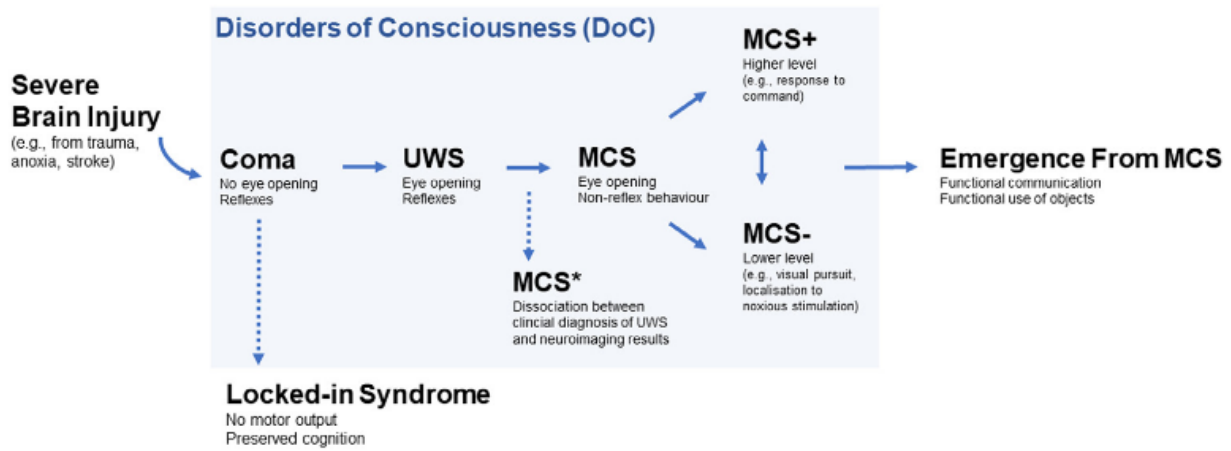 Disorders of Consciousness (DoC)
Severe
Brain Injury
(e.g., from trauma,
anoxia, stroke)
Coma
No eye opening
Reflexes
UWS
Eye opening
Reflexes
MCS
Eye opening
Non-reflex behaviour
MCS+
Higher level
(e.g., response to
command)
MCS-
Lower level
(e.g., visual pursuit,
localisation to
noxious stimulation)
Emergence From MCS
Functional communication
Functional use of objects
MCS*
Dissociation between
clincial diagnosis of UWS
and neuroimaging results
Locked-in Syndrome
No motor output
Preserved cognition